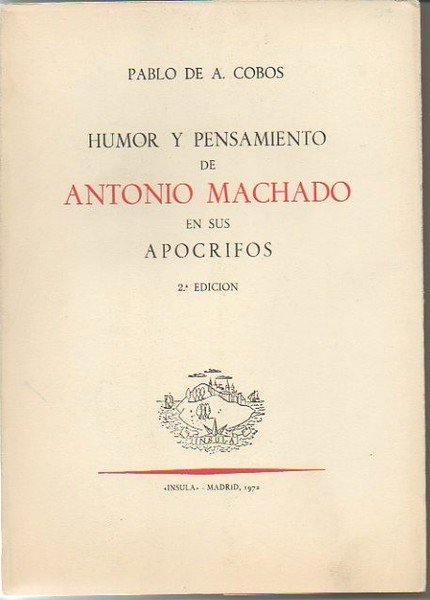 PABLO DE A. COBOS
HUMOR Y PENSAMIENTO
DE
ANTONIO MACHADO
EN SUS
APOCRIFOS
2.ª EDICION
INSULA
«INSULA» - MADRID, 1972